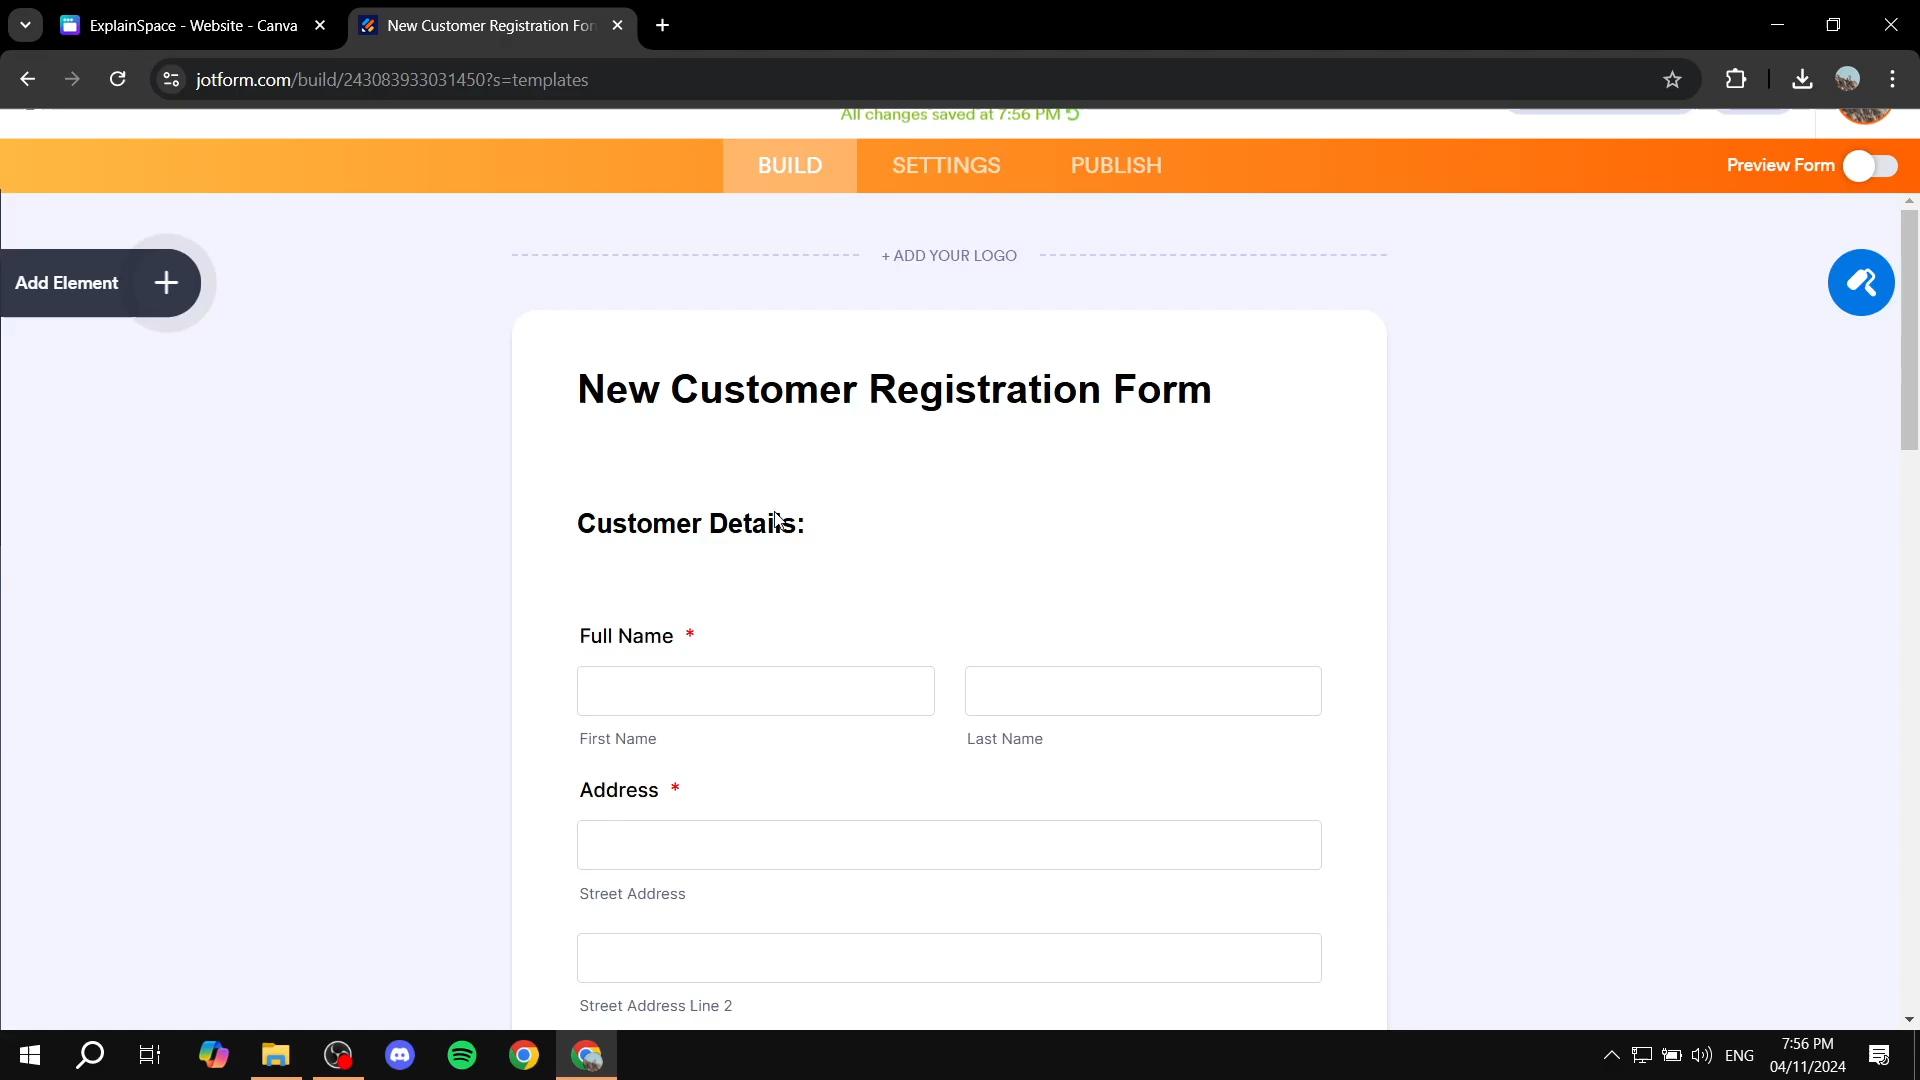 ExplainSpace - Website - Canva
New Customer Registration For
jotform.com/build/243083933031450?s=templates
All changes saved at 7:56 PM
BUILD
SETTINGS
PUBLISH
Preview Form
Add Element
+ ADD YOUR LOGO
New Customer Registration Form
Customer Details:
Full Name *
First Name
Last Name
Address *
Street Address
Street Address Line 2
ENG
7:56 PM
04/11/2024